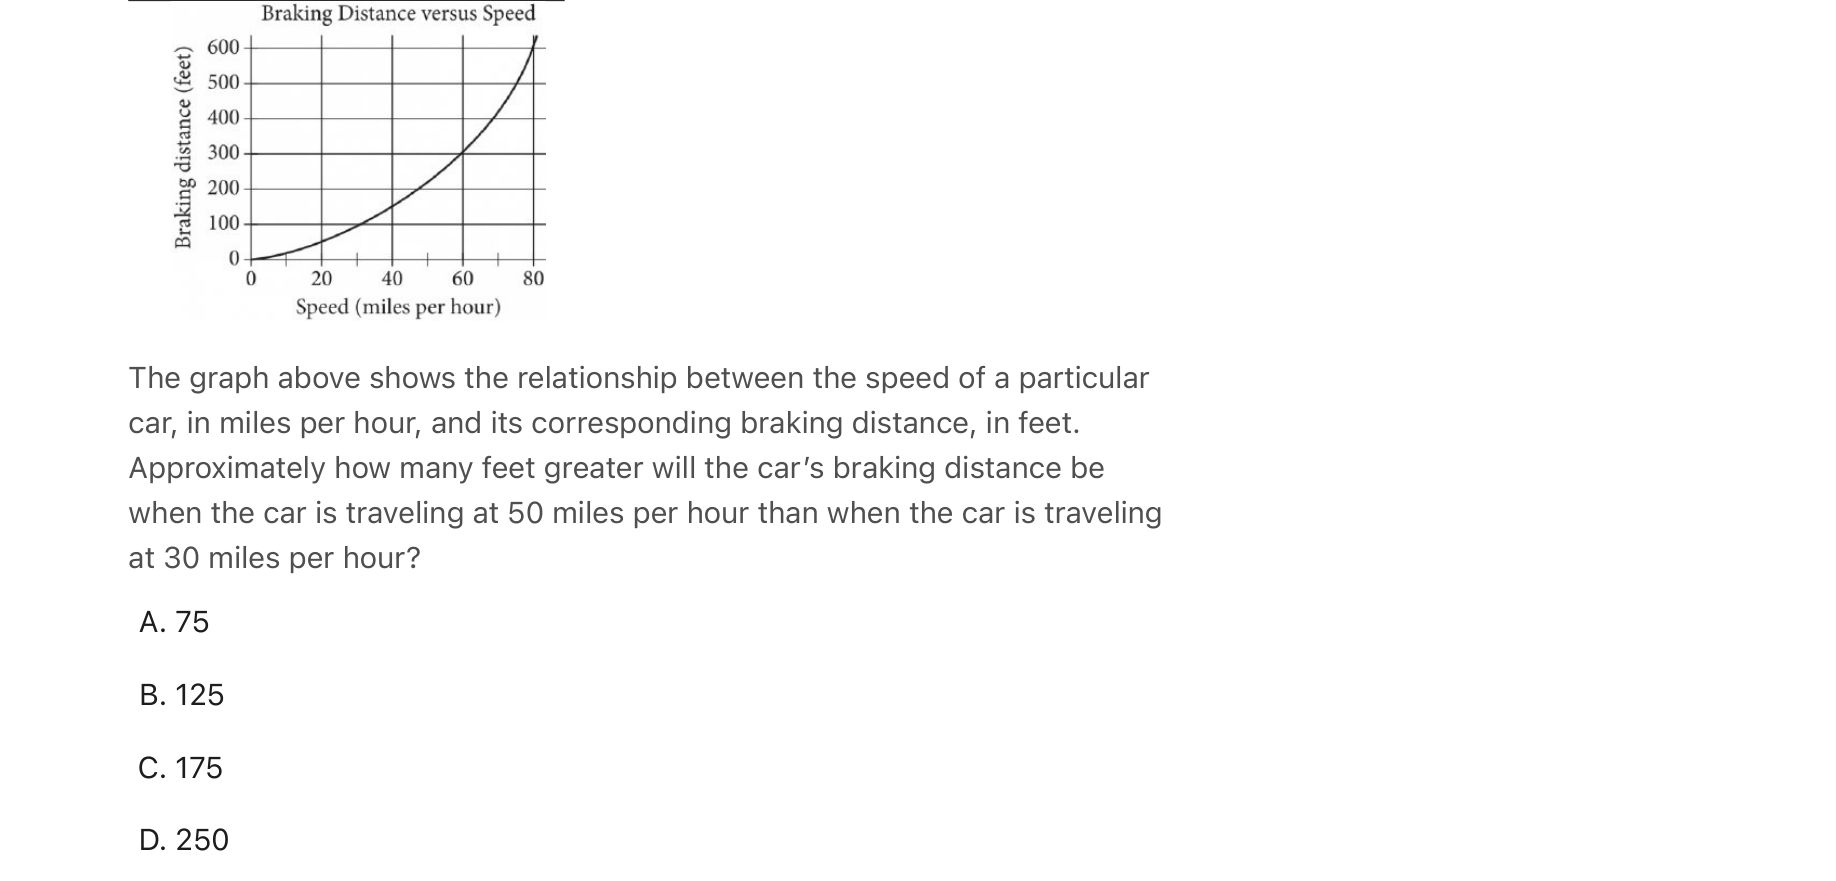 Braking Distance versus Speed
Braking distance (feet)
600
500
400
300
200
100
0
0 20 40 60 80
Speed (miles per hour)
The graph above shows the relationship between the speed of a particular
car, in miles per hour, and its corresponding braking distance, in feet.
Approximately how many feet greater will the car's braking distance be
when the car is traveling at 50 miles per hour than when the car is traveling
at 30 miles per hour?
A. 75
B. 125
C. 175
D. 250